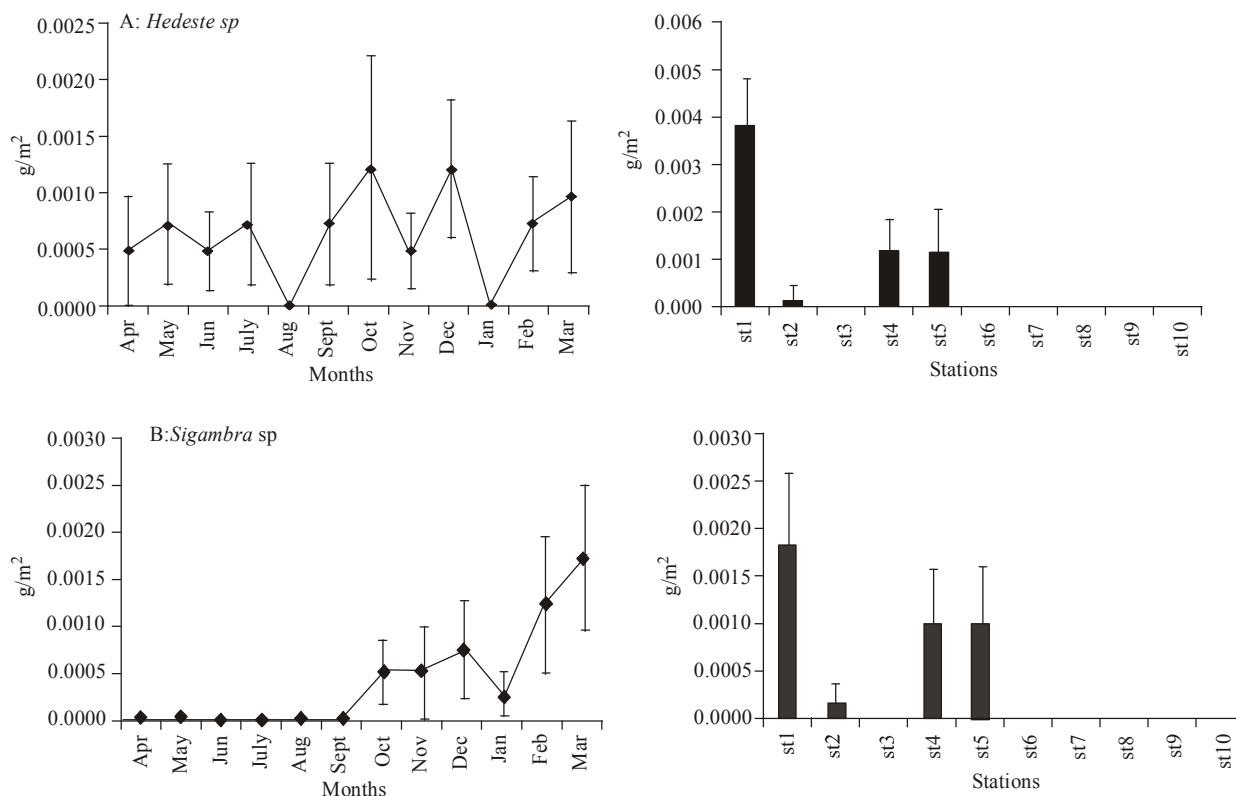 A: Hedeste sp
0.0025
0.0020
0.0015
0.0010
0.0005
0.0000
g/m²
Apr
May
Jun
July
Aug
Sept
Oct
Nov
Dec
Jan
Feb
Mar
Months
0.006
0.004
0.003
0.002
0.001
0.000
g/m²
st1
st2
st3
st4
st5
st6
st7
st8
st9
st10
Stations
B:Sigambra sp
0.0030
0.0025
0.0020
0.0015
0.0010
0.0005
0.0000
g/m²
Apr
May
Jun
July
Aug
Sept
Oct
Nov
Dec
Jan
Feb
Mar
Months
0.0030
0.0025
0.0020
0.0015
0.0010
0.0005
0.0000
g/m²
st1
st2
st3
st4
st5
st6
st7
st8
st9
st10
Stations